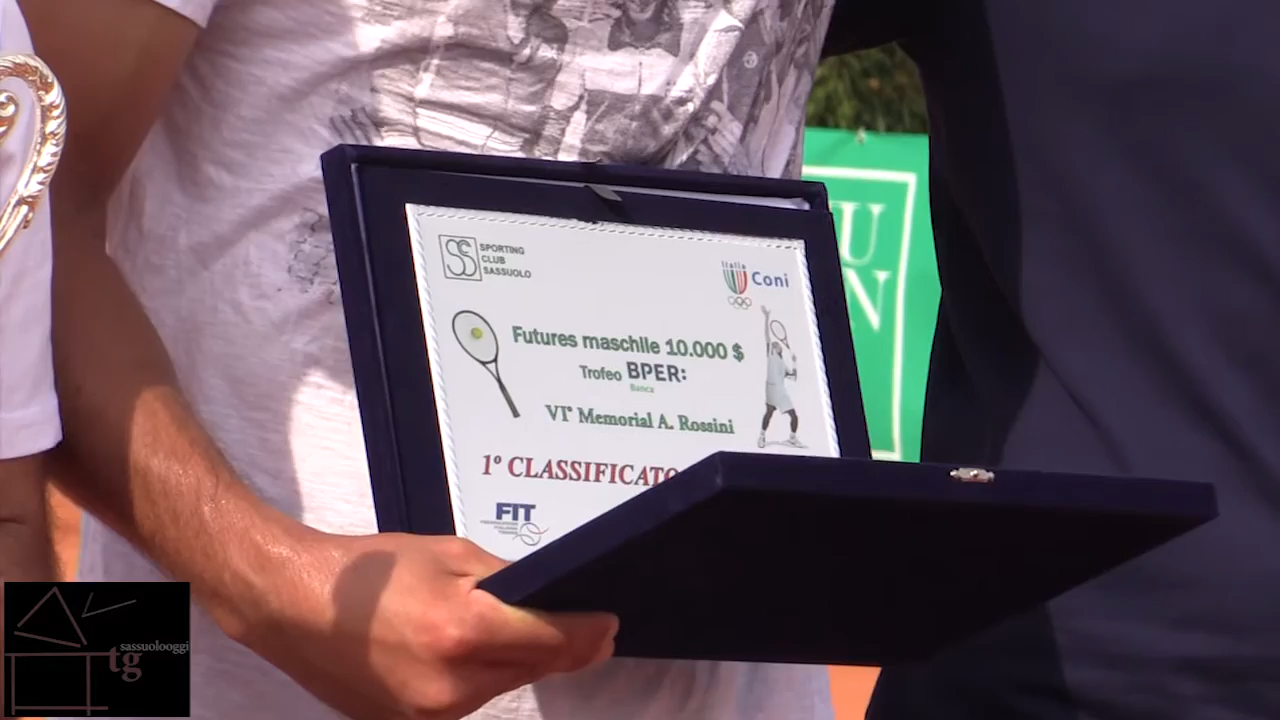 SS SPORTING
CLUB
SASSUOLO
Italia
Coni
Futures maschile 10.000 $
Trofeo BPER:
Banca
VI° Memorial A. Rossini
1° CLASSIFICATO
FIT
U
N
sassuolooggi
tg